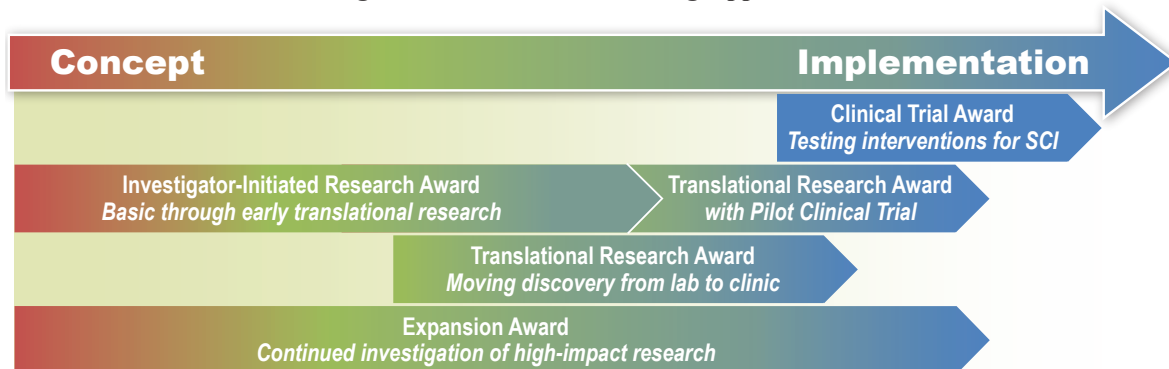 Concept
Implementation
Clinical Trial Award
Testing interventions for SCI
Investigator-Initiated Research Award
Basic through early translational research
Translational Research Award
with Pilot Clinical Trial
Translational Research Award
Moving discovery from lab to clinic
Expansion Award
Continued investigation of high-impact research